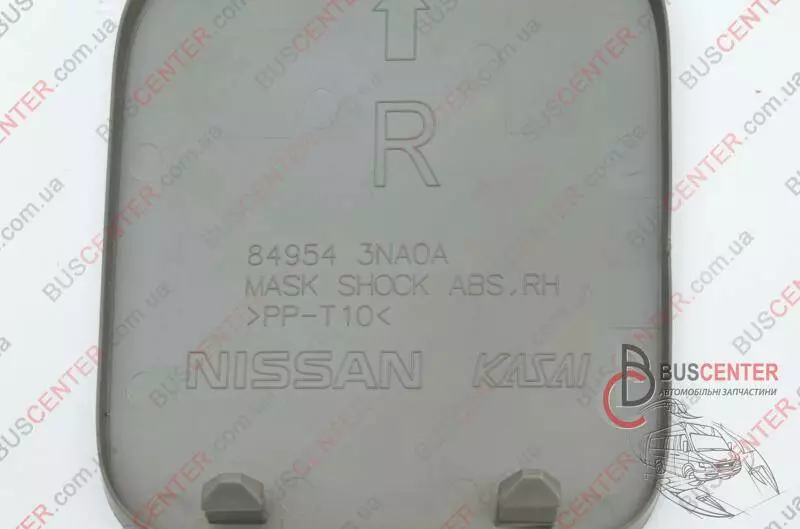 R
84954 3NA0A
MASK SHOCK ABS,RH
>PP-T10<
NISSAN KASAI
BUSCENTER
АВТОМОБІЛЬНІ ЗАПЧАСТИНИ
BUSCENTER.com.ua